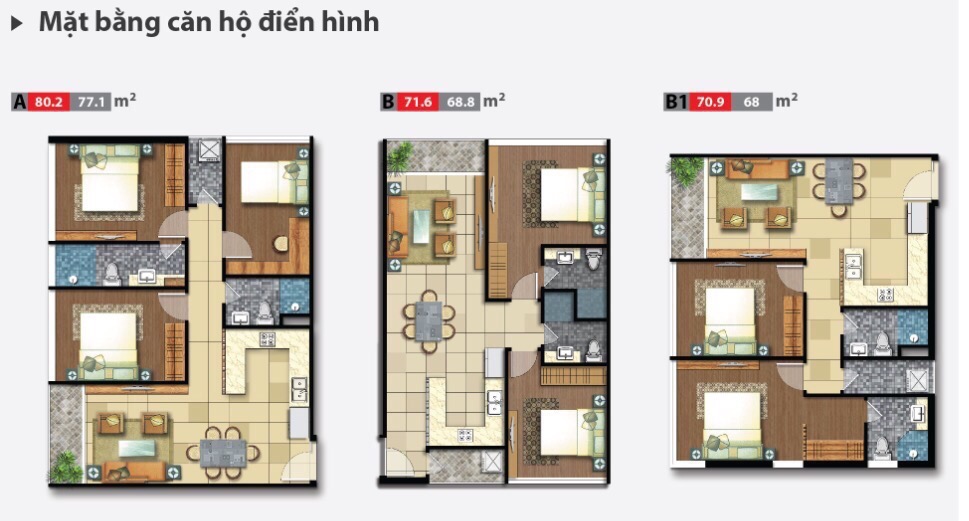 Mặt bằng căn hộ điển hình
A 80.2 77.1 m²
B 71.6 68.8 m²
B1 70.9 68 m²